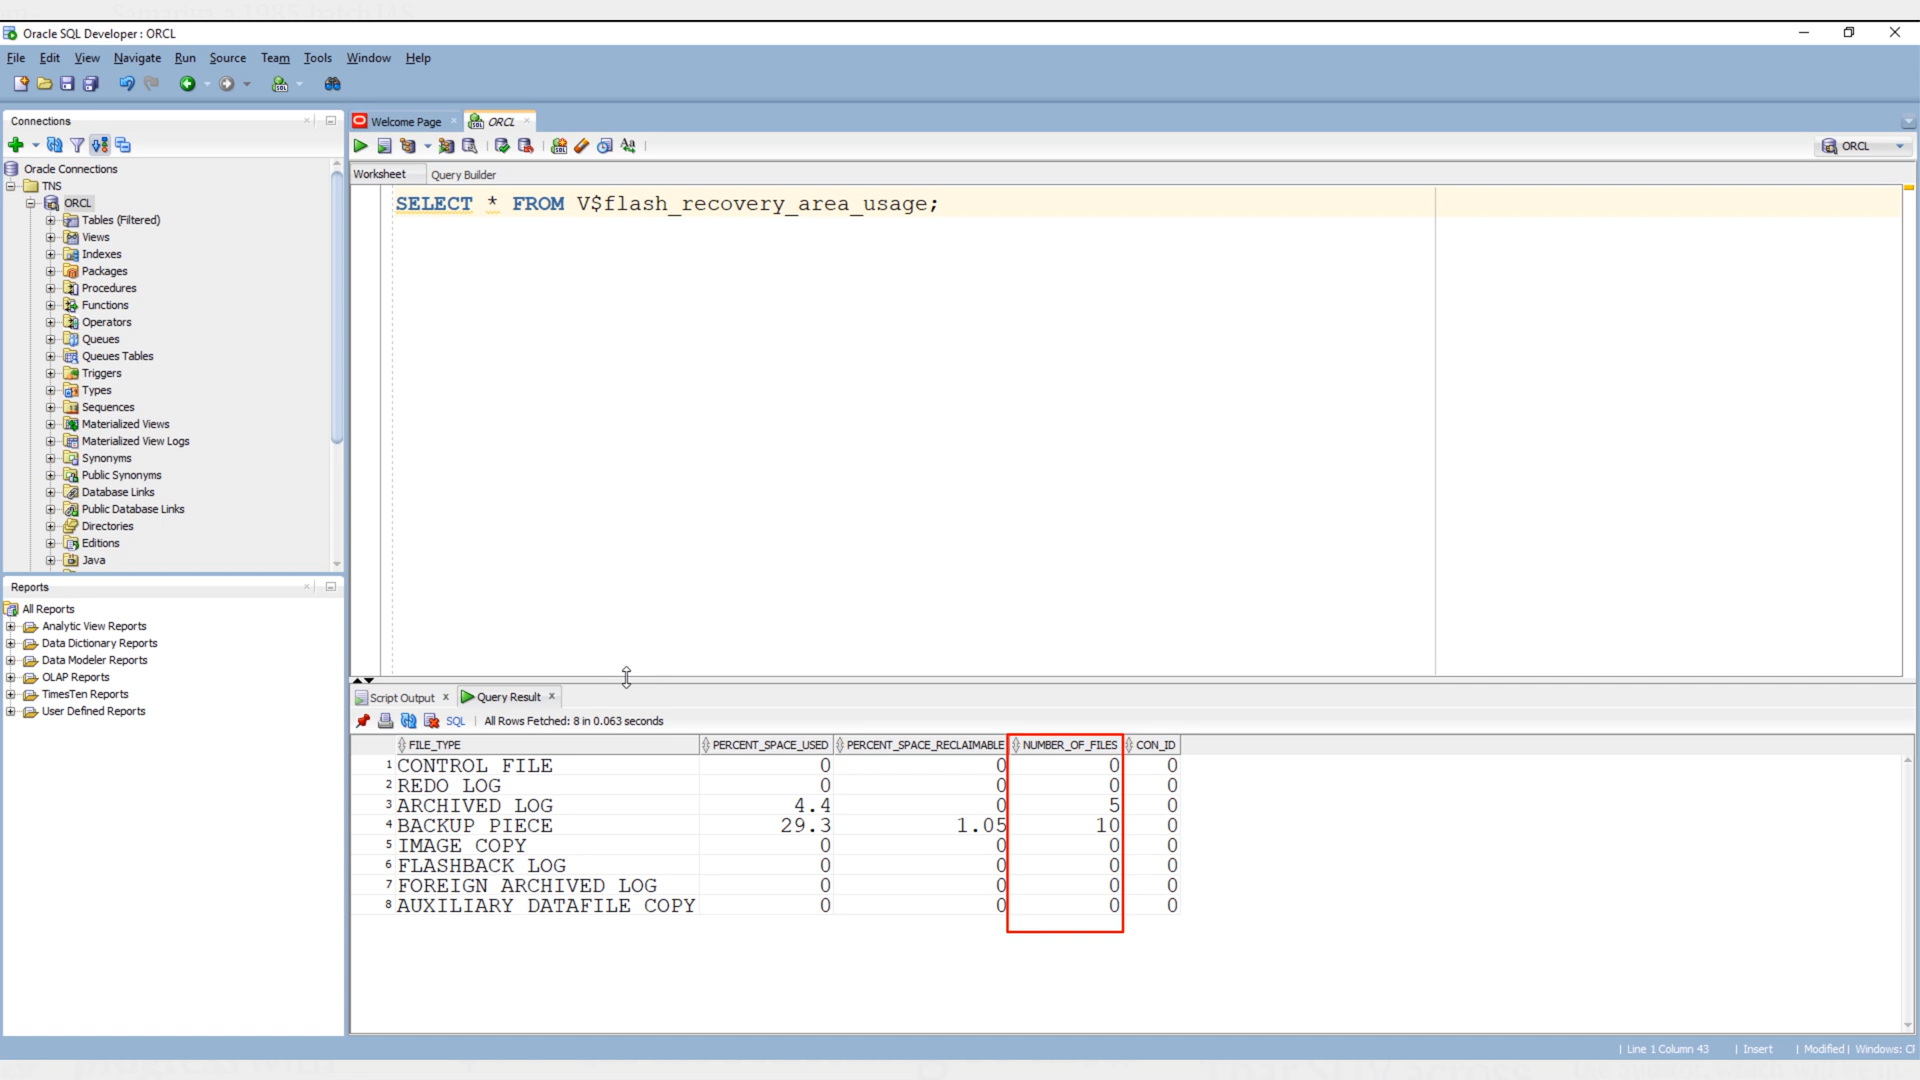 Oracle SQL Developer : ORCL
File Edit View Navigate Run Source Team Tools Window Help
Connections
Welcome Page
ORCL
ORCL
Worksheet
Query Builder
Oracle Connections
TNS
ORCL
Tables (Filtered)
Views
Indexes
Packages
Procedures
Functions
Operators
Queues
Queues Tables
Triggers
Types
Sequences
Materialized Views
Materialized View Logs
Synonyms
Public Synonyms
Database Links
Public Database Links
Directories
Editions
Java
SELECT * FROM V$flash_recovery_area_usage;
Reports
All Reports
Analytic View Reports
Data Dictionary Reports
Data Modeler Reports
OLAP Reports
TimesTen Reports
User Defined Reports
Script Output
Query Result
SQL | All Rows Fetched: 8 in 0.063 seconds
FILE_TYPE PERCENT_SPACE_USED PERCENT_SPACE_RECLAIMABLE NUMBER_OF_FILES CON_ID
1 CONTROL FILE 0 0 0 0
2 REDO LOG 0 0 0 0
3 ARCHIVED LOG 4.4 0 5 0
4 BACKUP PIECE 29.3 1.05 10 0
5 IMAGE COPY 0 0 0 0
6 FLASHBACK LOG 0 0 0 0
7 FOREIGN ARCHIVED LOG 0 0 0 0
8 AUXILIARY DATAFILE COPY 0 0 0 0
| Line 1 Column 43 | Insert | Modified | Windows: CF